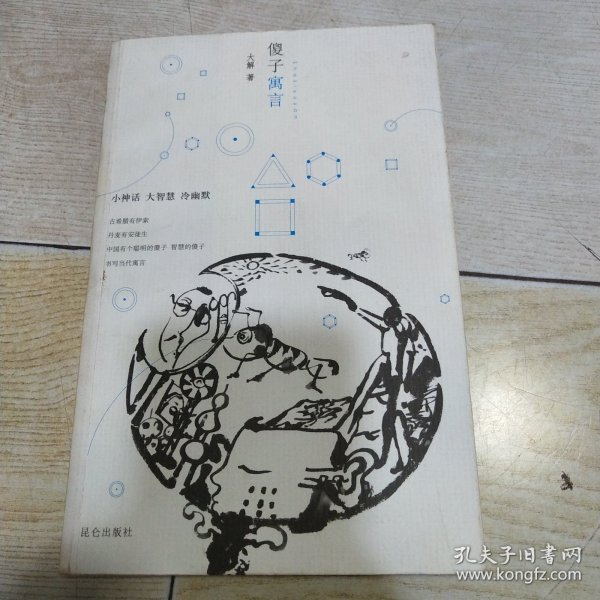 傻子寓言
大解 著
小神话 大智慧 冷幽默
古希腊有伊索
丹麦有安徒生
中国有个聪明的傻子 智慧的傻子
书写当代寓言
昆仑出版社
孔夫子旧书网
www.kongfz.com